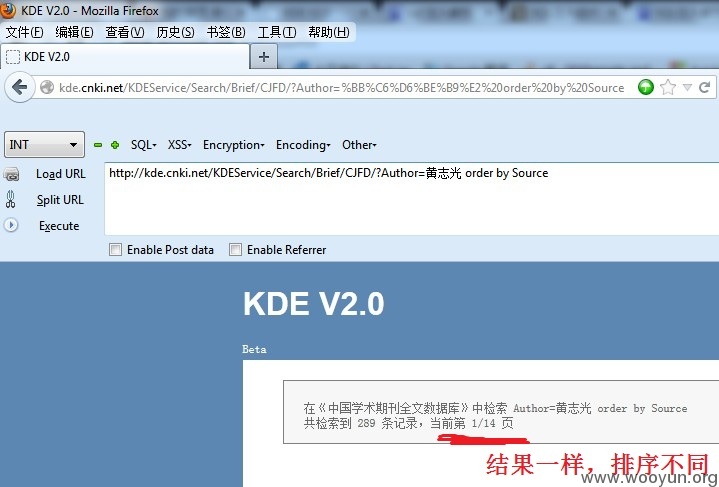 KDE V2.0 - Mozilla Firefox
文件(F) 编辑(E) 查看(V) 历史(S) 书签(B) 工具(T) 帮助(H)
KDE V2.0
kde.cnki.net/KDEService/Search/Brief/CJFD/?Author=%BB%C6%D6%BE%B9%E2%20order%20by%20Source
INT SQL XSS Encryption Encoding Other
Load URL
http://kde.cnki.net/KDEService/Search/Brief/CJFD/?Author=黄志光 order by Source
Split URL
Execute
Enable Post data Enable Referrer
KDE V2.0
Beta
在《中国学术期刊全文数据库》中检索 Author=黄志光 order by Source
共检索到 289 条记录，当前第 1/14 页
结果一样，排序不同
www.wooyun.org